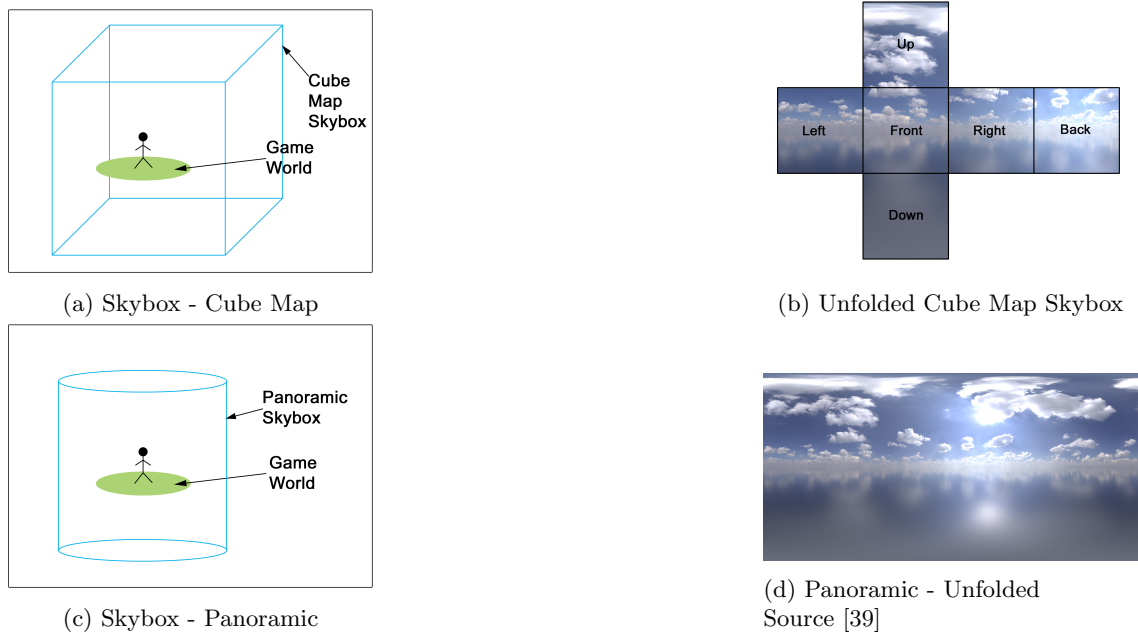 Cube
Map
Skybox
Game
World
(a) Skybox - Cube Map
Up
Left
Front
Right
Back
Down
(b) Unfolded Cube Map Skybox
Panoramic
Skybox
Game
World
(c) Skybox - Panoramic
(d) Panoramic - Unfolded
Source [39]